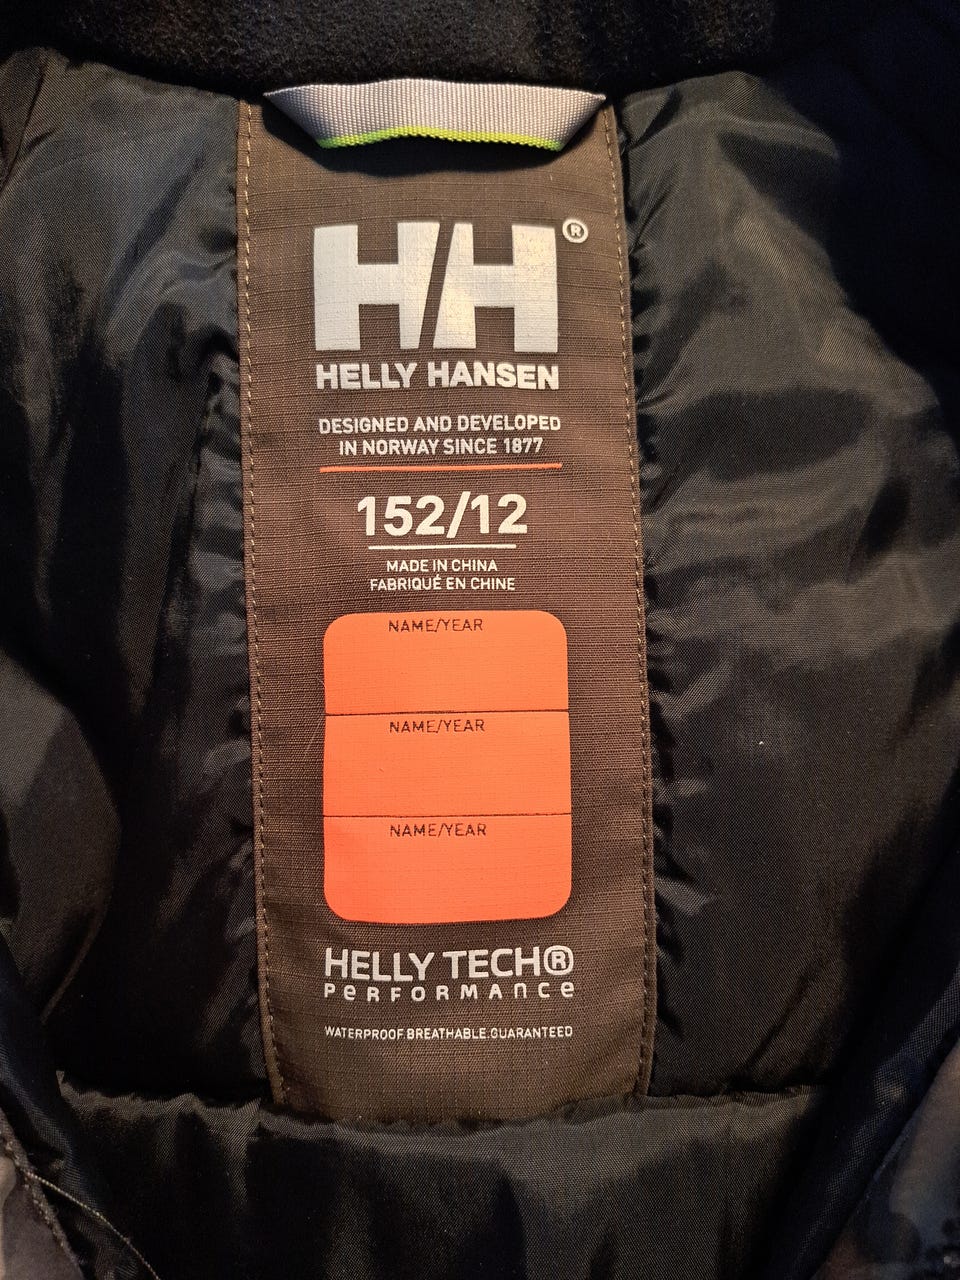 HH®
HELLY HANSEN
DESIGNED AND DEVELOPED
IN NORWAY SINCE 1877
152/12
MADE IN CHINA
FABRIQUÉ EN CHINE
NAME/YEAR
NAME/YEAR
NAME/YEAR
HELLY TECH®
PERFORMANCE
WATERPROOF.BREATHABLE.GUARANTEED